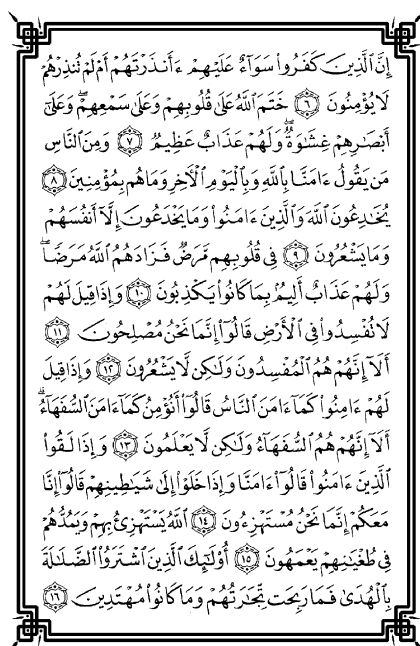 إِنَّ ٱلَّذِينَ كَفَرُوا۟ سَوَآءٌ عَلَيْهِمْ ءَأَنذَرْتَهُمْ أَمْ لَمْ تُنذِرْهُمْ
لَا يُؤْمِنُونَ ٦ خَتَمَ ٱللَّهُ عَلَىٰ قُلُوبِهِمْ وَعَلَىٰ سَمْعِهِمْ ۖ وَعَلَىٰٓ
أَبْصَٰرِهِمْ غِشَٰوَةٌ ۖ وَلَهُمْ عَذَابٌ عَظِيمٌ ٧ وَمِنَ ٱلنَّاسِ
مَن يَقُولُ ءَامَنَّا بِٱللَّهِ وَبِٱلْيَوْمِ ٱلْأَخِرِ وَمَا هُم بِمُؤْمِنِينَ ٨
يُخَٰدِعُونَ ٱللَّهَ وَٱلَّذِينَ ءَامَنُوا۟ وَمَا يَخْدَعُونَ إِلَّآ أَنفُسَهُمْ
وَمَا يَشْعُرُونَ ٩ فِى قُلُوبِهِم مَّرَضٌ فَزَادَهُمُ ٱللَّهُ مَرَضًا ۖ
وَلَهُمْ عَذَابٌ أَلِيمٌۢ بِمَا كَانُوا۟ يَكْذِبُونَ ١٠ وَإِذَا قِيلَ لَهُمْ
لَا تُفْسِدُوا۟ فِى ٱلْأَرْضِ قَالُوٓا۟ إِنَّمَا نَحْنُ مُصْلِحُونَ ١١
أَلَآ إِنَّهُمْ هُمُ ٱلْمُفْسِدُونَ وَلَٰكِن لَّا يَشْعُرُونَ ١٢ وَإِذَا قِيلَ
لَهُمْ ءَامِنُوا۟ كَمَآ ءَامَنَ ٱلنَّاسُ قَالُوٓا۟ أَنُؤْمِنُ كَمَآ ءَامَنَ ٱلسُّفَهَآءُ ۗ
أَلَآ إِنَّهُمْ هُمُ ٱلسُّفَهَآءُ وَلَٰكِن لَّا يَعْلَمُونَ ١٣ وَإِذَا لَقُوا۟
ٱلَّذِينَ ءَامَنُوا۟ قَالُوٓا۟ ءَامَنَّا وَإِذَا خَلَوْا۟ إِلَىٰ شَيَٰطِينِهِمْ قَالُوٓا۟ إِنَّا
مَعَكُمْ إِنَّمَا نَحْنُ مُسْتَهْزِءُونَ ١٤ ٱللَّهُ يَسْتَهْزِئُ بِهِمْ وَيَمُدُّهُمْ
فِى طُغْيَٰنِهِمْ يَعْمَهُونَ ١٥ أُو۟لَٰٓئِكَ ٱلَّذِينَ ٱشْتَرَوُا۟ ٱلضَّلَٰلَةَ
بِٱلْهُدَىٰ فَمَا رَبِحَت تِّجَٰرَتُهُمْ وَمَا كَانُوا۟ مُهْتَدِينَ ١٦